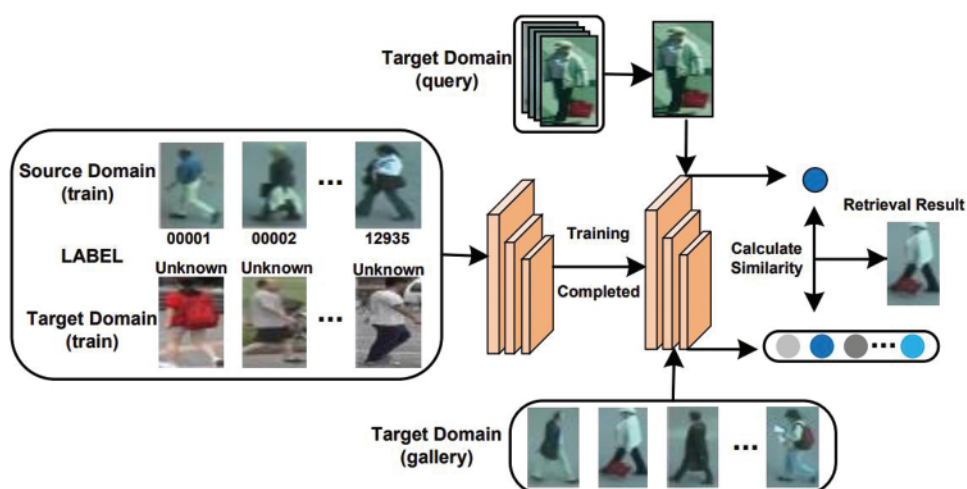 Target Domain
(query)
Source Domain
(train)
...
00001 00002 12935
LABEL
Unknown Unknown Unknown
Target Domain
(train)
...
Training
Completed
Calculate
Similarity
Retrieval Result
...
Target Domain
(gallery)
...